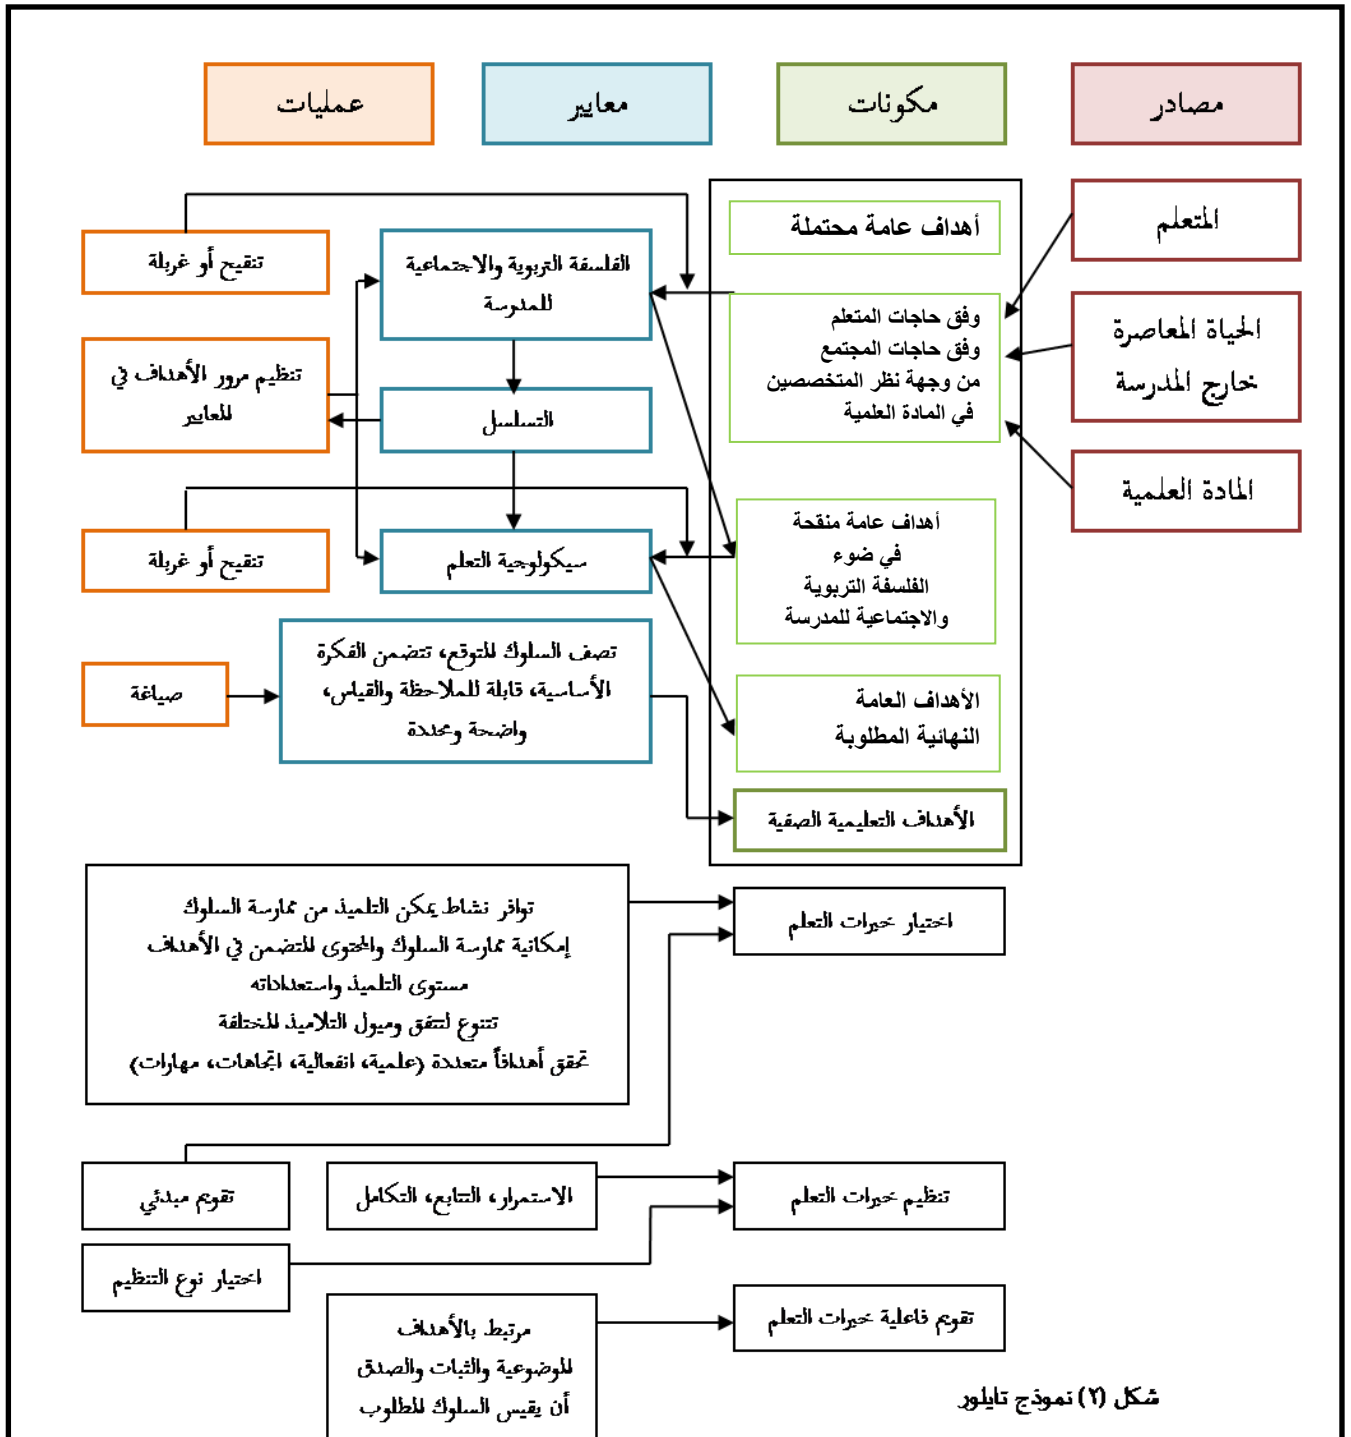 مصادر
مكونات
معايير
عمليات
المتعلم
الحياة المعاصرة
خارج المدرسة
المادة العلمية
أهداف عامة محتملة
وفق حاجات المتعلم
وفق حاجات المجتمع
من وجهة نظر المتخصصين
في المادة العلمية
أهداف عامة منقحة
في ضوء
الفلسفة التربوية
والاجتماعية للمدرسة
الأهداف العامة
النهائية المطلوبة
الأهداف التعليمية الصفية
الفلسفة التربوية والاجتماعية
للمدرسة
التسلسل
سيكولوجية التعلم
تصف السلوك المتوقع، تتضمن الفكرة
الأساسية، قابلة للملاحظة والقياس،
واضحة ومحددة
تنقيح أو غربلة
تنظيم مرور الأهداف في
المعايير
تنقيح أو غربلة
صياغة
اختيار خبرات التعلم
توافر نشاط يمكن التلميذ من ممارسة السلوك
إمكانية ممارسة السلوك والمحتوى المتضمن في الأهداف
مستوى التلميذ واستعداداته
تتنوع لتتفق وميول التلاميذ المختلفة
تحقق أهدافاً متعددة (علمية، انفعالية، اتجاهات، مهارات)
تنظيم خبرات التعلم
الاستمرار، التتابع، التكامل
تقويم مبدئي
اختيار نوع التنظيم
تقويم فاعلية خبرات التعلم
مرتبط بالأهداف
الموضوعية والثبات والصدق
أن يقيس السلوك المطلوب
شكل (٢) نموذج تايلور